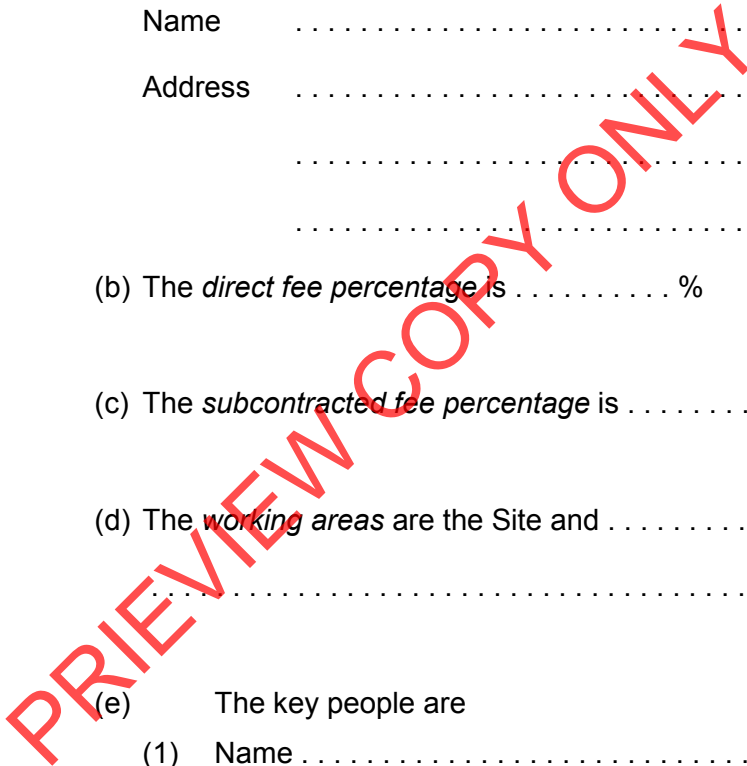 Name . . . . . . . . . . . . . . . . . . . . . . . . . . . .
Address . . . . . . . . . . . . . . . . . . . . . . . . . . . .
. . . . . . . . . . . . . . . . . . . . . . . . . . . .
. . . . . . . . . . . . . . . . . . . . . . . . . . . .
(b) The direct fee percentage is . . . . . . . . . . %
(c) The subcontracted fee percentage is . . . . . . . .
(d) The working areas are the Site and . . . . . . . . .
. . . . . . . . . . . . . . . . . . . . . . . . . . . . . . . . . . . . .
(e) The key people are
(1) Name . . . . . . . . . . . . . . . . . . . . . . . . . . . .
PRIEVIEW COPY ONLY